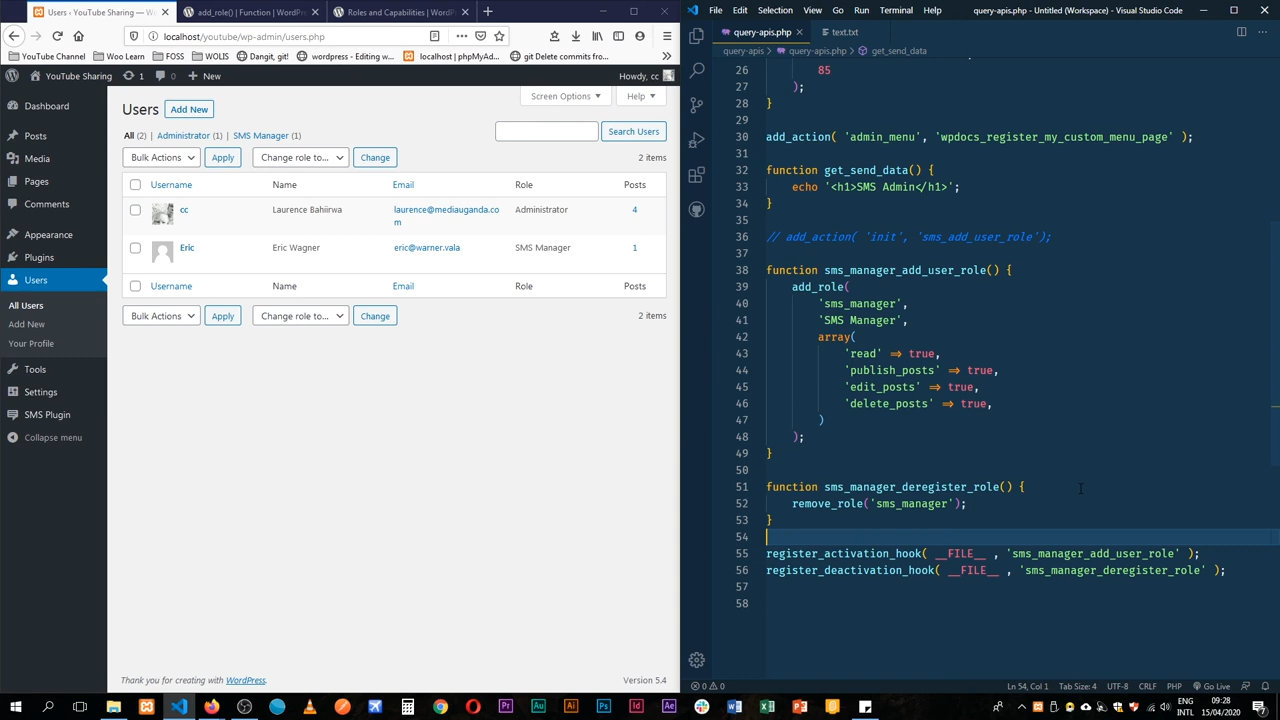 Users ‹ YouTube Sharing — Wo
add_role() | Function | WordPre
Roles and Capabilities | WordPr
localhost/youtube/wp-admin/users.php
YouTube Channel
Woo Learn
FOSS
WOLIS
Dangit, git!
wordpress - Editing w...
localhost | phpMyAd...
git Delete commits fro...
YouTube Sharing
1
0
New
Howdy, cc
Dashboard
Posts
Media
Pages
Comments
Appearance
Plugins
Users
All Users
Add New
Your Profile
Tools
Settings
SMS Plugin
Collapse menu
Screen Options
Help
Users
Add New
All (2) | Administrator (1) | SMS Manager (1)
Search Users
Bulk Actions
Apply
Change role to...
Change
2 items
Username Name Email Role Posts
cc Laurence Bahiirwa laurence@mediauganda.co Administrator 4
m
Eric Eric Wagner eric@warner.vala SMS Manager 1
Username Name Email Role Posts
Bulk Actions
Apply
Change role to...
Change
2 items
Thank you for creating with WordPress.
Version 5.4
File Edit Selection View Go Run Terminal Help query-apis.php - Untitled (Workspace) - Visual Studio Code
query-apis.php
text.txt
query-apis > query-apis.php > get_send_data
26 85
27 );
28 }
29
30 add_action( 'admin_menu', 'wpdocs_register_my_custom_menu_page' );
31
32 function get_send_data() {
33 echo '<h1>SMS Admin</h1>';
34 }
35
36 // add_action( 'init', 'sms_add_user_role');
37
38 function sms_manager_add_user_role() {
39 add_role(
40 'sms_manager',
41 'SMS Manager',
42 array(
43 'read' => true,
44 'publish_posts' => true,
45 'edit_posts' => true,
46 'delete_posts' => true,
47 )
48 );
49 }
50
51 function sms_manager_deregister_role() {
52 remove_role('sms_manager');
53 }
54
55 register_activation_hook( __FILE__ , 'sms_manager_add_user_role' );
56 register_deactivation_hook( __FILE__ , 'sms_manager_deregister_role' );
57
58
0 0
Ln 54, Col 1 Tab Size: 4 UTF-8 CRLF PHP Go Live
ENG
INTL
09:28
15/04/2020